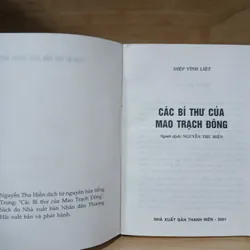 Nguyễn Thu Hiền dịch từ nguyên bản tiếng
Trung: "Các Bí thư của Mao Trạch Đông",
Sách do Nhà xuất bản Nhân dân Thượng
Hải xuất bản và phát hành.
DIỆP VĨNH LIỆT
CÁC BÍ THƯ CỦA
MAO TRẠCH ĐÔNG
Người dịch: NGUYỄN THU HIỀN
NHÀ XUẤT BẢN THANH NIÊN - 2001